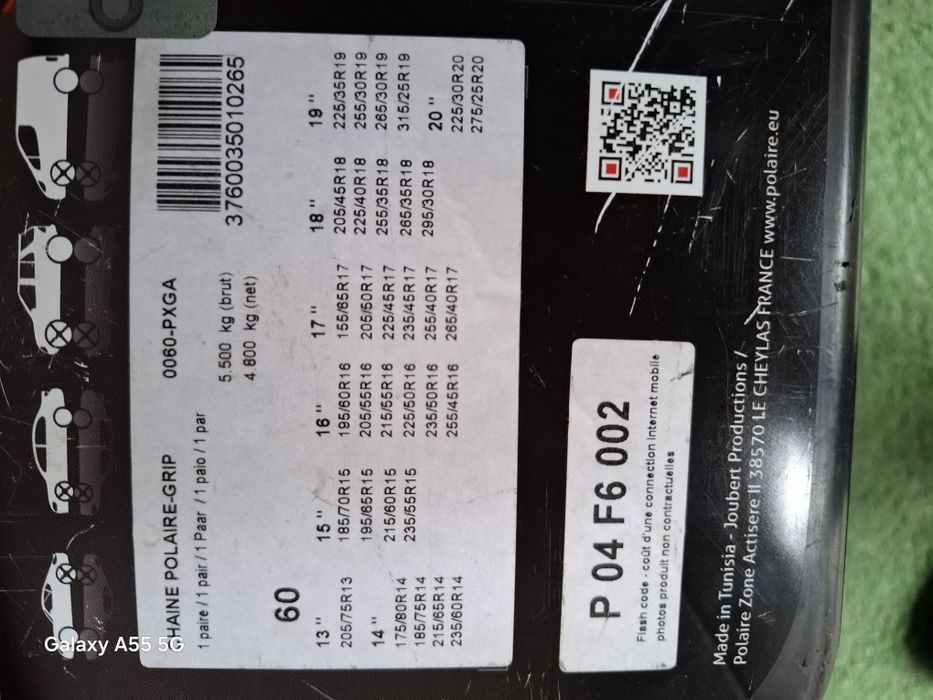 CHAINE POLAIRE-GRIP 0060-PXGA
3760035010265
1 paire / 1 pair / 1 Paar / 1 paio / 1 par
5.500 kg (brut)
4.800 kg (net)
60
13 "
205/75R13
14 "
175/80R14
185/75R14
215/65R14
235/60R14
15 "
185/70R15
195/65R15
215/60R15
235/55R15
16 "
195/60R16
205/55R16
215/55R16
225/50R16
235/50R16
255/45R16
17 "
155/65R17
205/50R17
225/45R17
235/45R17
255/40R17
265/40R17
18 "
205/45R18
225/40R18
255/35R18
265/35R18
295/30R18
19 "
225/35R19
255/30R19
265/30R19
315/25R19
20 "
225/30R20
275/25R20
P 04 F6 002
Flash code - coût d'une connection Internet mobile
photos produit non contractuelles
Made in Tunisia - Joubert Productions /
Polaire Zone Actisere II 38570 LE CHEYLAS FRANCE www.polaire.eu
Galaxy A55 5G